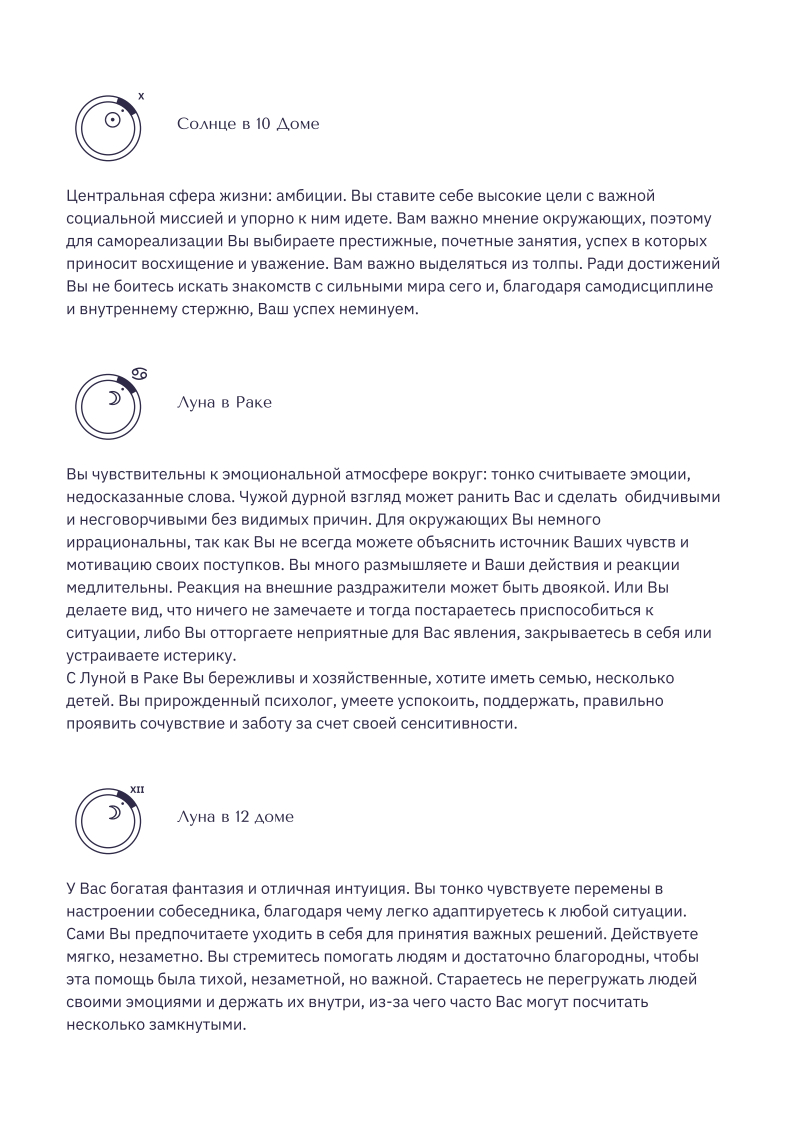 X
Солнце в 10 Доме
Центральная сфера жизни: амбиции. Вы ставите себе высокие цели с важной
социальной миссией и упорно к ним идете. Вам важно мнение окружающих, поэтому
для самореализации Вы выбираете престижные, почетные занятия, успех в которых
приносит восхищение и уважение. Вам важно выделяться из толпы. Ради достижений
Вы не боитесь искать знакомств с сильными мира сего и, благодаря самодисциплине
и внутреннему стержню, Ваш успех неминуем.
♋
Луна в Раке
Вы чувствительны к эмоциональной атмосфере вокруг: тонко считываете эмоции,
недосказанные слова. Чужой дурной взгляд может ранить Вас и сделать  обидчивыми
и несговорчивыми без видимых причин. Для окружающих Вы немного
иррациональны, так как Вы не всегда можете объяснить источник Ваших чувств и
мотивацию своих поступков. Вы много размышляете и Ваши действия и реакции
медлительны. Реакция на внешние раздражители может быть двоякой. Или Вы
делаете вид, что ничего не замечаете и тогда постараетесь приспособиться к
ситуации, либо Вы отторгаете неприятные для Вас явления, закрываетесь в себя или
устраиваете истерику.
С Луной в Раке Вы бережливы и хозяйственные, хотите иметь семью, несколько
детей. Вы прирожденный психолог, умеете успокоить, поддержать, правильно
проявить сочувствие и заботу за счет своей сенситивности.
XII
Луна в 12 доме
У Вас богатая фантазия и отличная интуиция. Вы тонко чувствуете перемены в
настроении собеседника, благодаря чему легко адаптируетесь к любой ситуации.
Сами Вы предпочитаете уходить в себя для принятия важных решений. Действуете
мягко, незаметно. Вы стремитесь помогать людям и достаточно благородны, чтобы
эта помощь была тихой, незаметной, но важной. Стараетесь не перегружать людей
своими эмоциями и держать их внутри, из-за чего часто Вас могут посчитать
несколько замкнутыми.